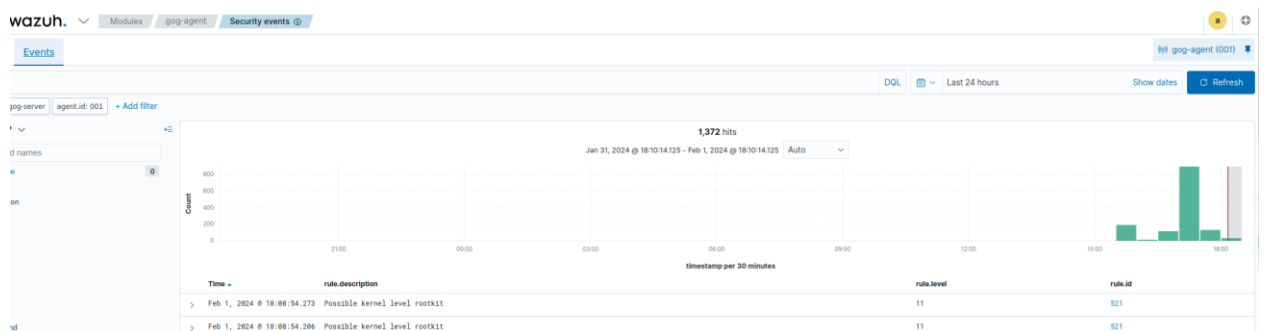 wazuh. Modules gog-agent Security events
a
Events
gog-agent (001)
DQL Last 24 hours Show dates Refresh
gog-server agent.id: 001 + Add filter
1,372 hits
d names
Jan 31, 2024 @ 18:10:14.125 - Feb 1, 2024 @ 18:10:14.125 Auto
0
on
Count
800
600
400
200
0
21:00 00:00 03:00 06:00 09:00 12:00 15:00 18:00
timestamp per 30 minutes
Time rule.description rule.level rule.id
Feb 1, 2024 @ 18:08:54.273 Possible kernel level rootkit 11 521
nd
Feb 1, 2024 @ 18:08:54.206 Possible kernel level rootkit 11 521